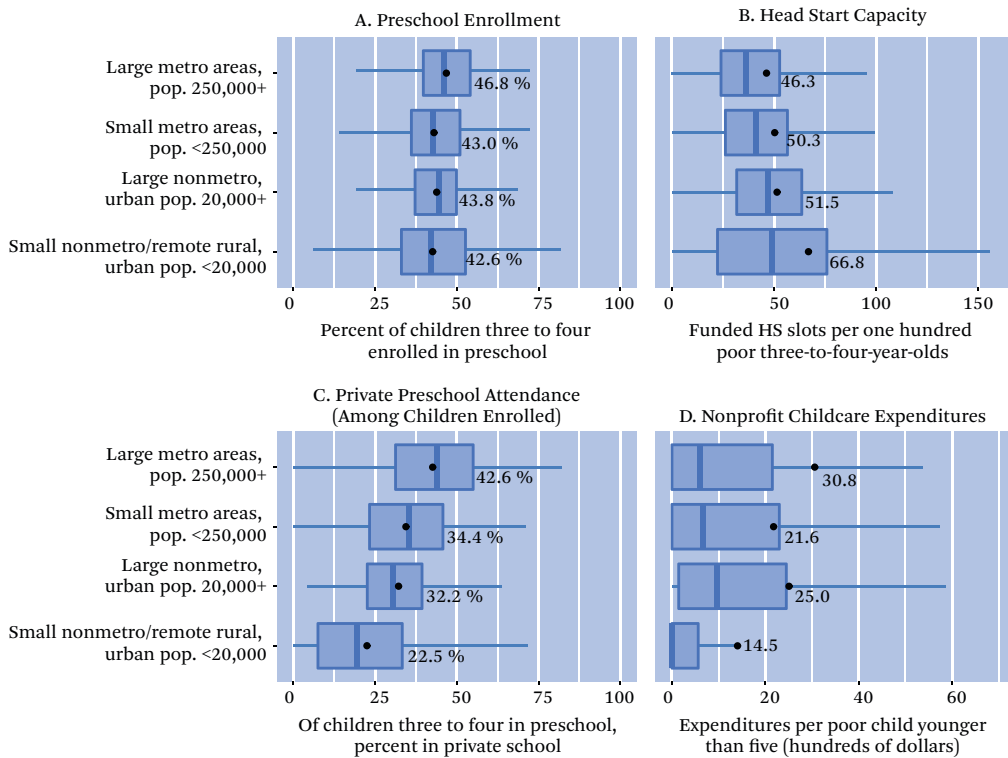 A. Preschool Enrollment
Large metro areas,
pop. 250,000+
Small metro areas,
pop. <250,000
Large nonmetro,
urban pop. 20,000+
Small nonmetro/remote rural,
urban pop. <20,000
46.8 %
43.0 %
43.8 %
42.6 %
0 25 50 75 100
Percent of children three to four
enrolled in preschool
B. Head Start Capacity
46.3
50.3
51.5
66.8
0 50 100 150
Funded HS slots per one hundred
poor three-to-four-year-olds
C. Private Preschool Attendance
(Among Children Enrolled)
Large metro areas,
pop. 250,000+
Small metro areas,
pop. <250,000
Large nonmetro,
urban pop. 20,000+
Small nonmetro/remote rural,
urban pop. <20,000
42.6 %
34.4 %
32.2 %
22.5 %
0 25 50 75 100
Of children three to four in preschool,
percent in private school
D. Nonprofit Childcare Expenditures
30.8
21.6
25.0
14.5
0 20 40 60
Expenditures per poor child younger
than five (hundreds of dollars)